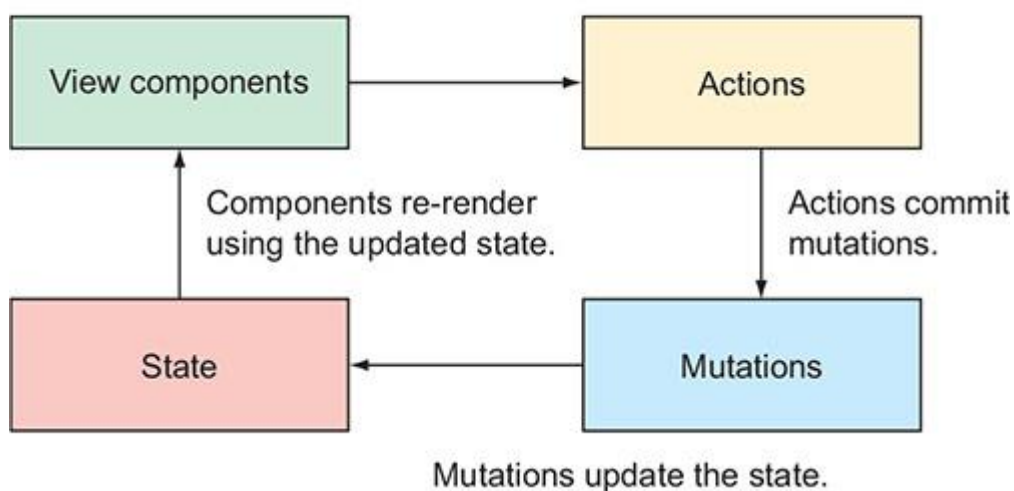 View components
Actions
Components re-render
using the updated state.
Actions commit
mutations.
State
Mutations
Mutations update the state.